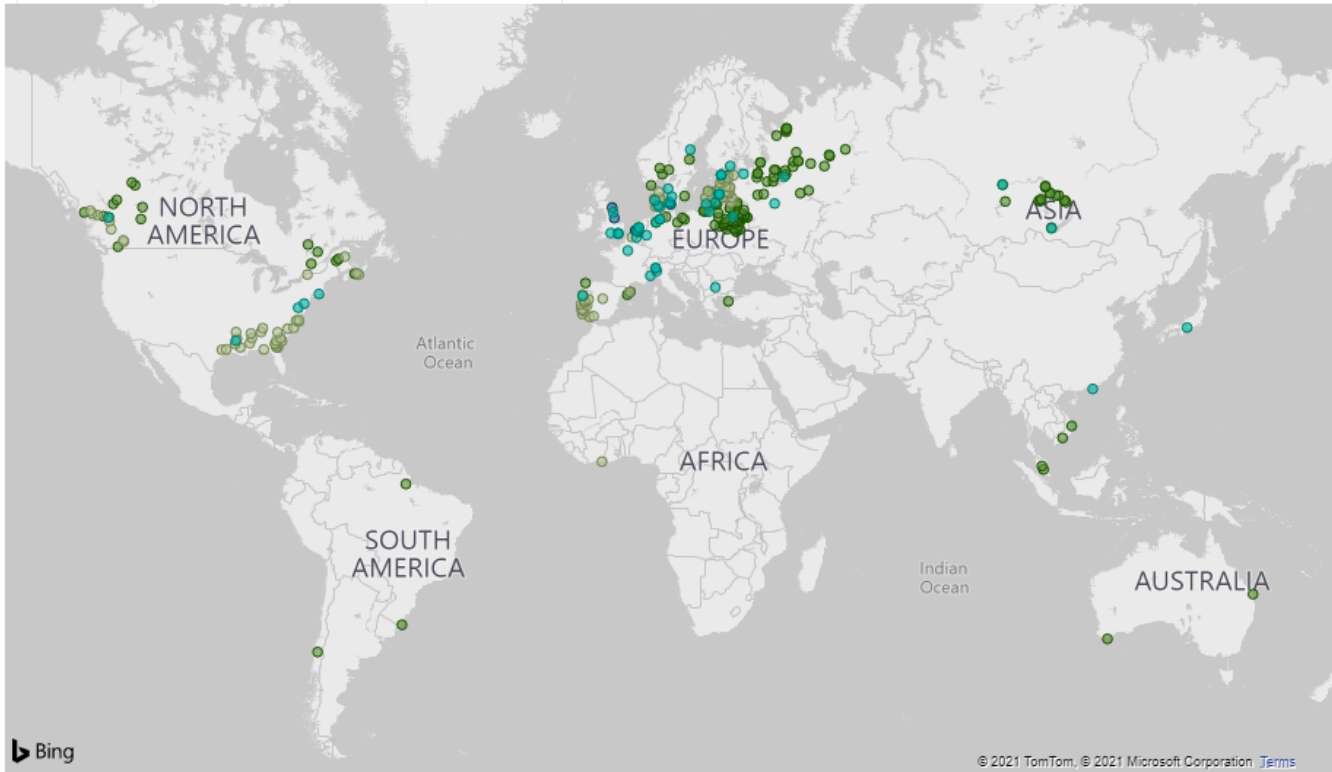 NORTH
AMERICA
ASIA
EUROPE
Atlantic
Ocean
AFRICA
SOUTH
AMERICA
Indian
Ocean
AUSTRALIA
Bing
© 2021 TomTom, © 2021 Microsoft Corporation Terms